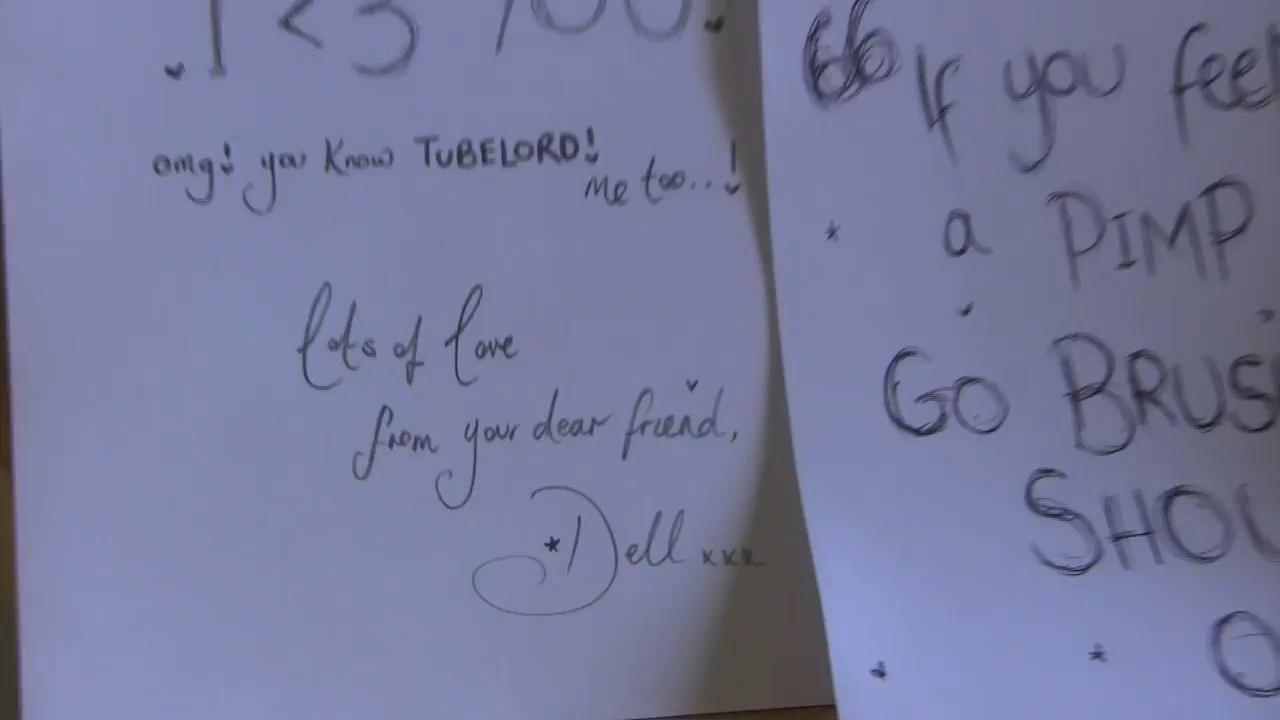 I <3 YOU!
omg! you know TUBELORD!
me too..!
lots of love
from your dear friend,
*Dell xxx
"If you feel
a PIMP
GO BRUS
SHOU